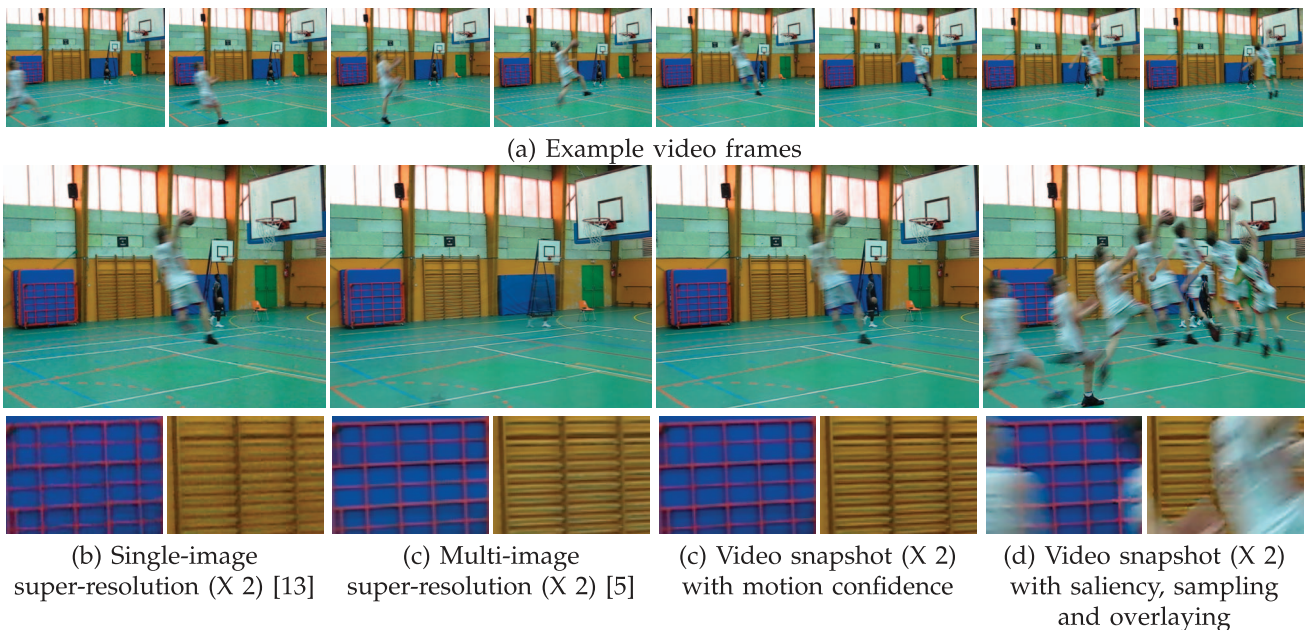 (a) Example video frames
(b) Single-image
super-resolution (X 2) [13]
(c) Multi-image
super-resolution (X 2) [5]
(c) Video snapshot (X 2)
with motion confidence
(d) Video snapshot (X 2)
with saliency, sampling
and overlaying